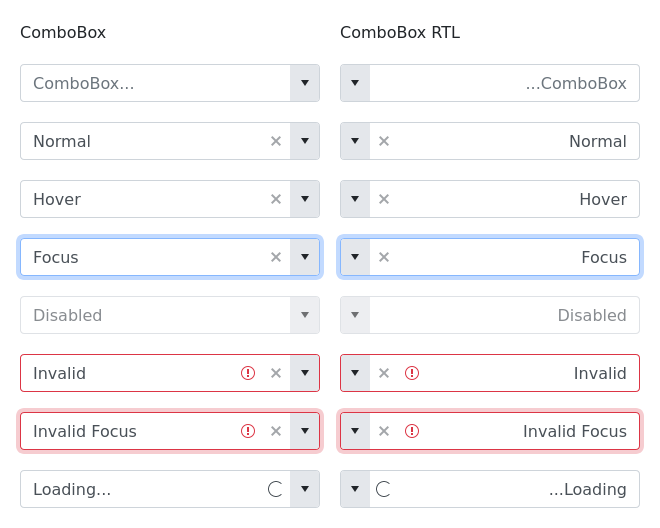 ComboBox ComboBox RTL
ComboBox... ...ComboBox
Normal Normal
Hover Hover
Focus Focus
Disabled Disabled
Invalid Invalid
Invalid Focus Invalid Focus
Loading... ...Loading